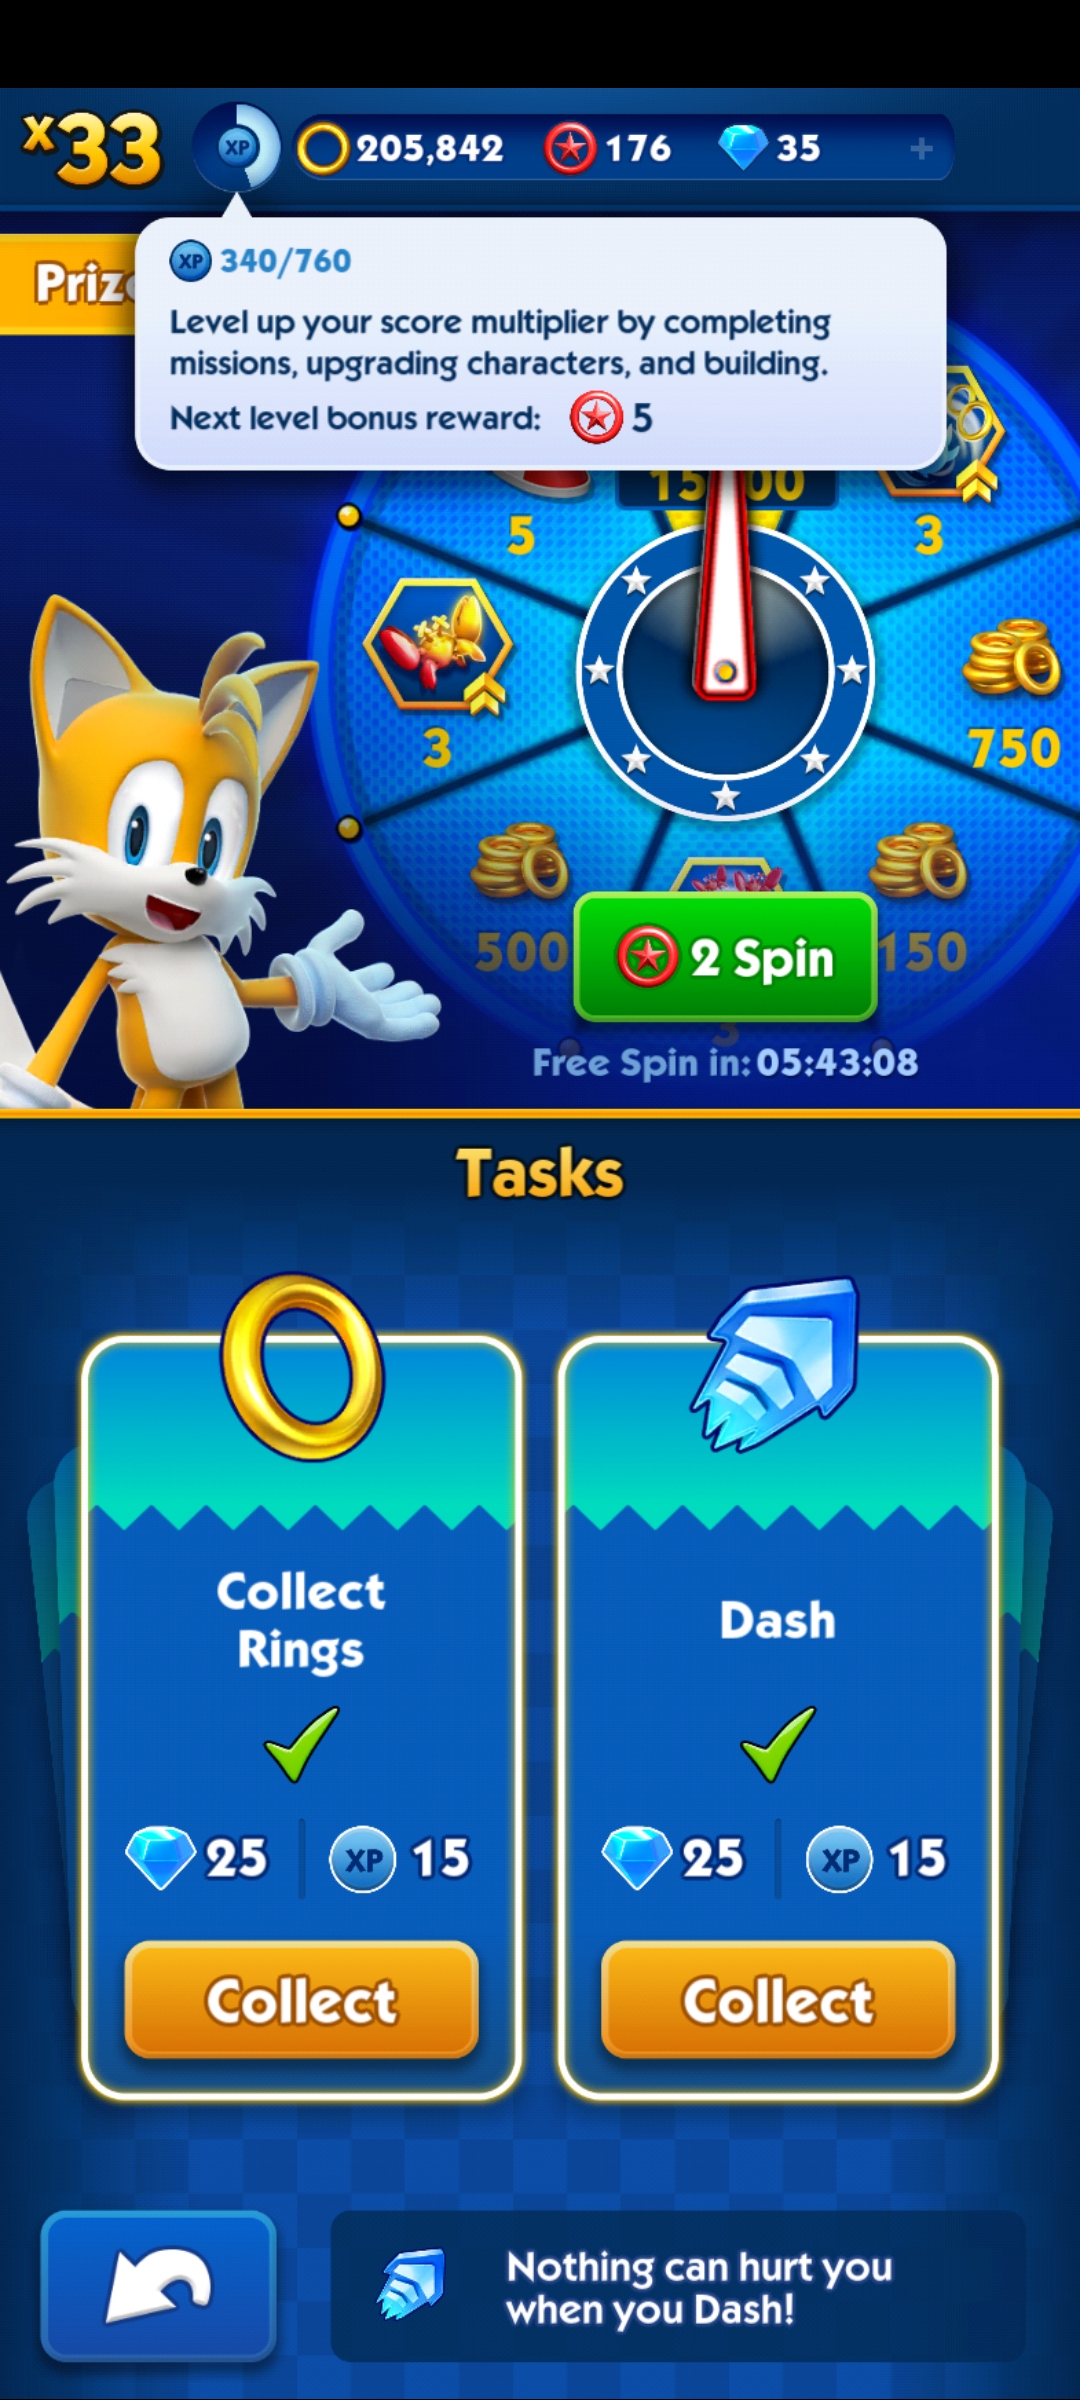 x33
XP
205,842
176
35
+
XP 340/760
Level up your score multiplier by completing
missions, upgrading characters, and building.
Next level bonus reward: 5
5
3
3
750
500
2 Spin
150
3
Free Spin in: 05:43:08
Tasks
Collect
Rings
25
XP 15
Collect
Dash
25
XP 15
Collect
Nothing can hurt you
when you Dash!